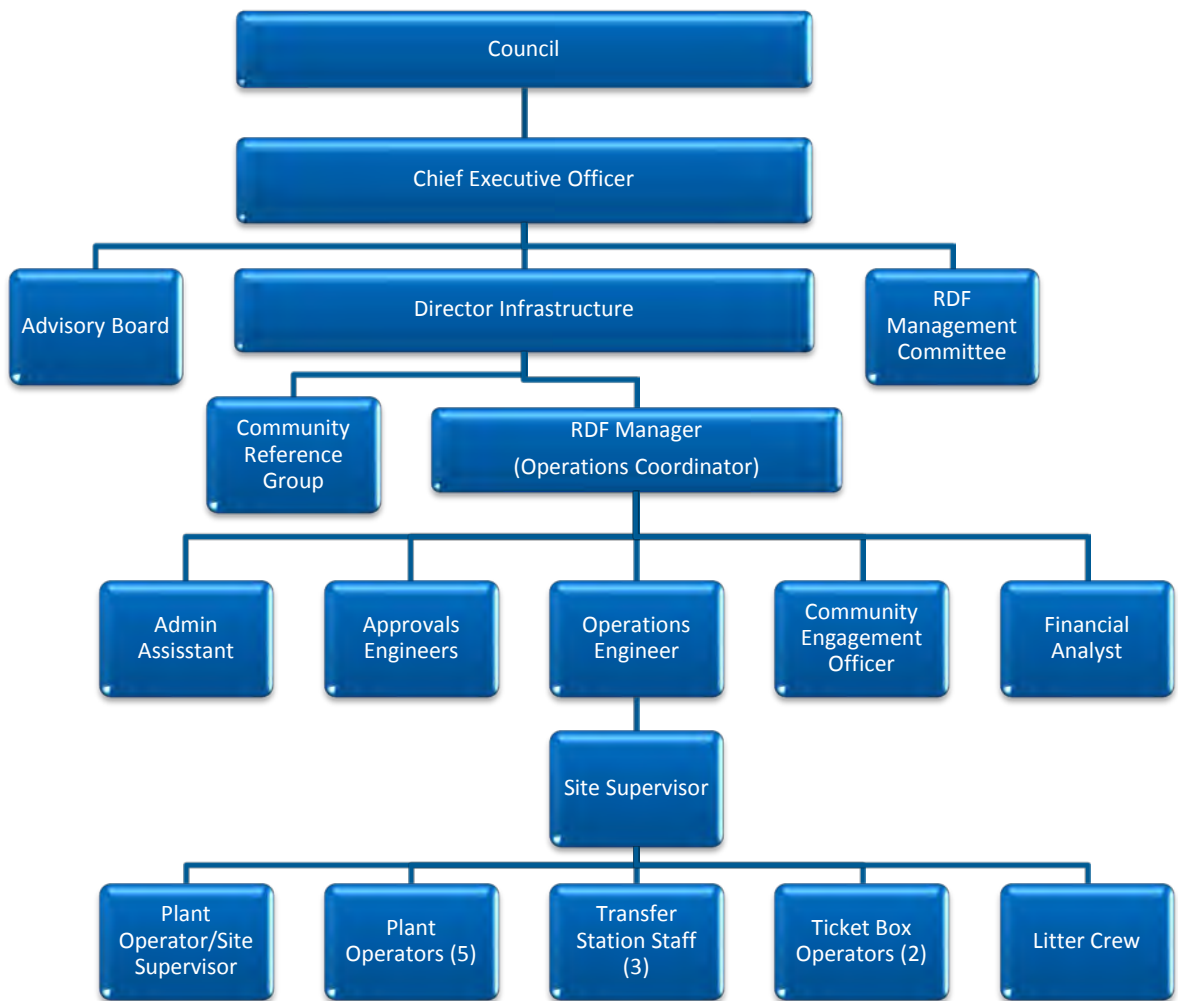 Council
Chief Executive Officer
Advisory Board
Director Infrastructure
RDF
Management
Committee
Community
Reference
Group
RDF Manager
(Operations Coordinator)
Admin
Assisstant
Approvals
Engineers
Operations
Engineer
Community
Engagement
Officer
Financial
Analyst
Site Supervisor
Plant
Operator/Site
Supervisor
Plant
Operators (5)
Transfer
Station Staff
(3)
Ticket Box
Operators (2)
Litter Crew